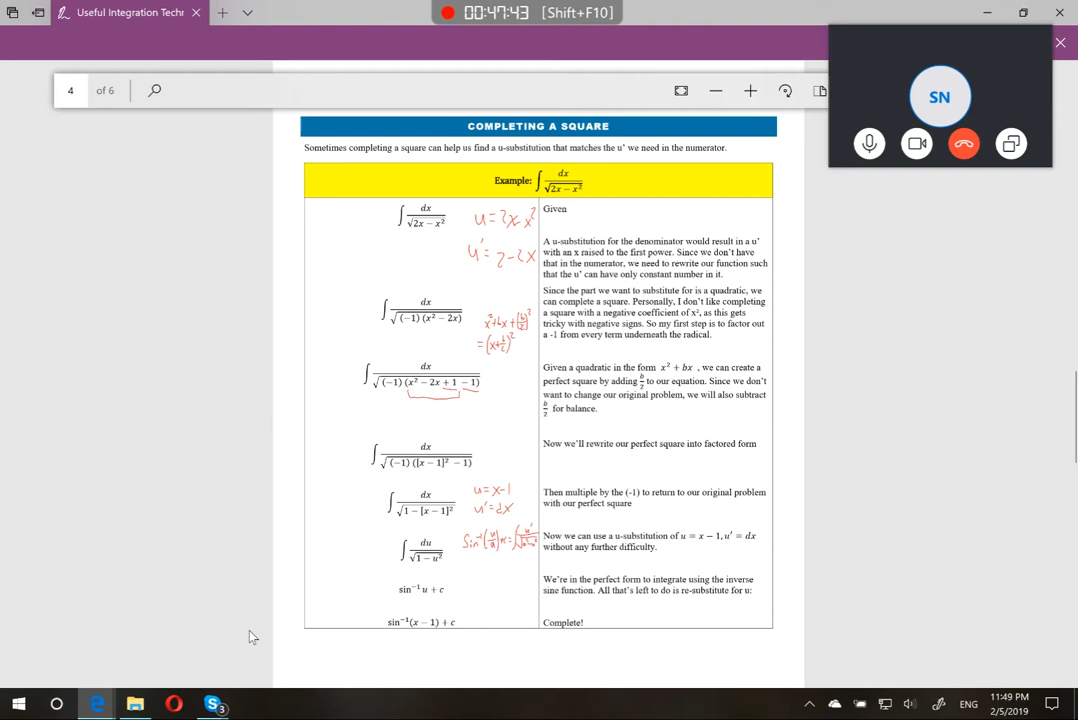 Useful Integration Techn
00:47:43 [Shift+F10]
4 of 6
SN
COMPLETING A SQUARE
Sometimes completing a square can help us find a u-substitution that matches the u' we need in the numerator.
Example: ∫ dx / √(2x − x²)
∫ dx / √(2x − x²)
u = 2x-x²
Given
u' = 2-2x
A u-substitution for the denominator would result in a u'
with an x raised to the first power. Since we don't have
that in the numerator, we need to rewrite our function such
that the u' can have only constant number in it.
∫ dx / √((−1) (x² − 2x))
x²+bx+(b/2)²
= (x+b/2)²
Since the part we want to substitute for is a quadratic, we
can complete a square. Personally, I don't like completing
a square with a negative coefficient of x², as this gets
tricky with negative signs. So my first step is to factor out
a -1 from every term underneath the radical.
∫ dx / √((−1) (x² − 2x + 1 − 1))
Given a quadratic in the form x² + bx , we can create a
perfect square by adding b/2 to our equation. Since we don't
want to change our original problem, we will also subtract
b/2 for balance.
∫ dx / √((−1) ([x − 1]² − 1))
Now we'll rewrite our perfect square into factored form
∫ dx / √(1 − [x − 1]²)
u = x-1
u' = dx
Then multiple by the (-1) to return to our original problem
with our perfect square
∫ du / √(1 − u²)
sin⁻¹(u/a)+c = ∫ u' / √(a²-u²)
Now we can use a u-substitution of u = x − 1, u' = dx
without any further difficulty.
sin⁻¹ u + c
We're in the perfect form to integrate using the inverse
sine function. All that's left to do is re-substitute for u:
sin⁻¹(x − 1) + c
Complete!
3
ENG
11:49 PM
2/5/2019